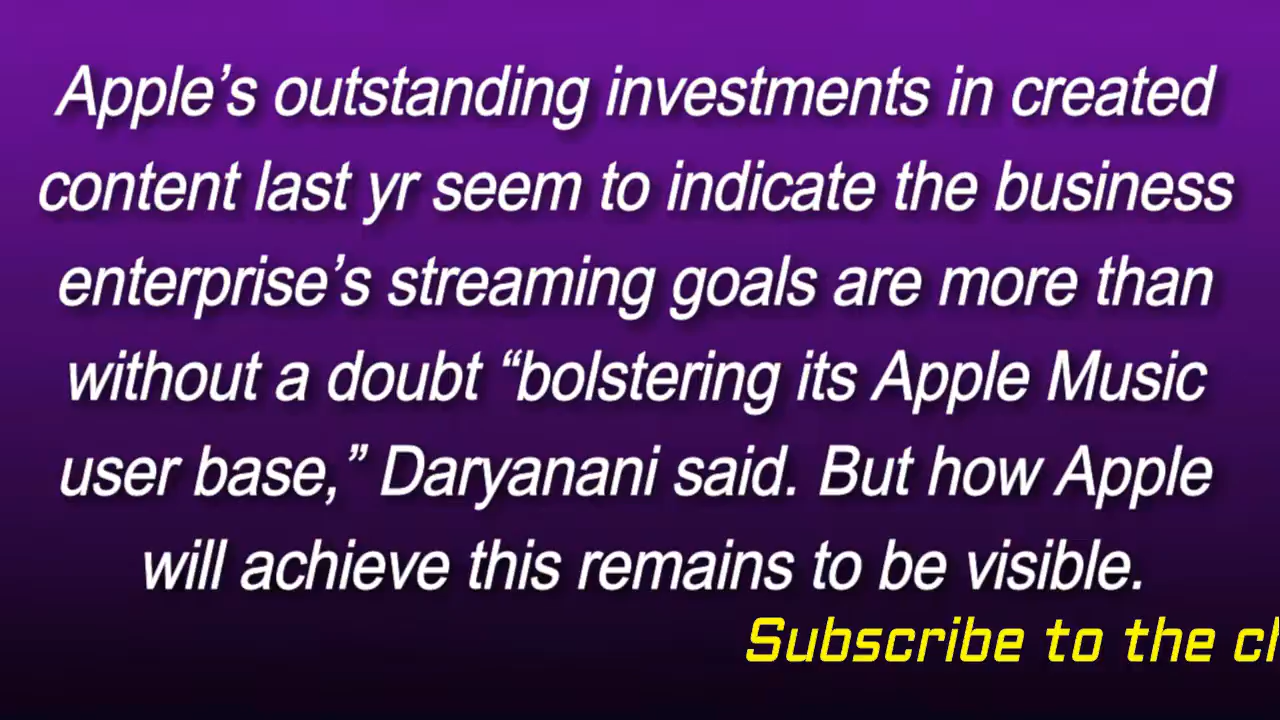 Apple’s outstanding investments in created
content last yr seem to indicate the business
enterprise’s streaming goals are more than
without a doubt “bolstering its Apple Music
user base,” Daryanani said. But how Apple
will achieve this remains to be visible.
Subscribe to the